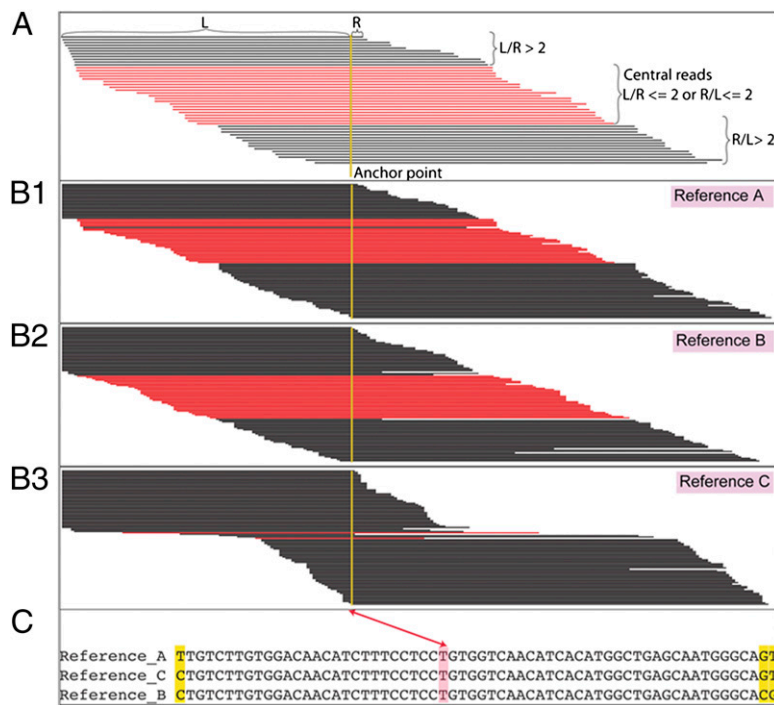 A
L R
L/R > 2
Central reads
L/R <= 2 or R/L<= 2
R/L> 2
Anchor point
B1
Reference A
B2
Reference B
B3
Reference C
C
Reference_A TTGTCTTGTGGACAACATCTTTCCTCCTGTGGTCAACATCACATGGCTGAGCAATGGGCAGT
Reference_C CTGTCTTGTGGACAACATCTTTCCTCCTGTGGTCAACATCACATGGCTGAGCAATGGGCAGT
Reference_B CTGTCTTGTGGACAACATCTTTCCTCCTGTGGTCAACATCACATGGCTGAGCAATGGGCACG